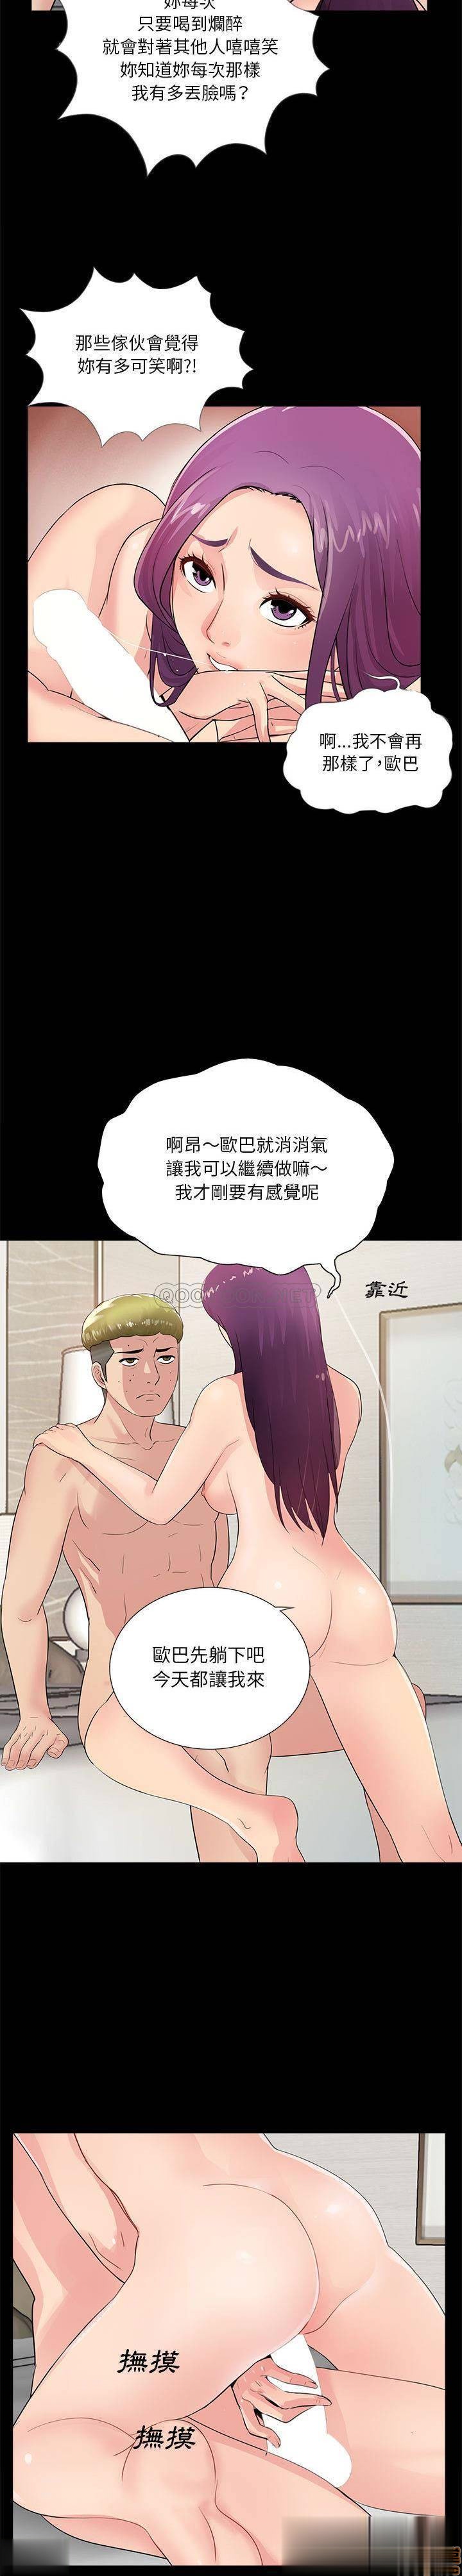 妳每次
只要喝到爛醉
就會對著其他人嘻嘻笑
妳知道妳每次那樣
我有多丟臉嗎？
那些傢伙會覺得
妳有多可笑啊?!
啊...我不會再
那樣了，歐巴
啊昂～歐巴就消消氣
讓我可以繼續做嘛～
我才剛要有感覺呢
靠近
歐巴先躺下吧
今天都讓我來
撫摸
撫摸